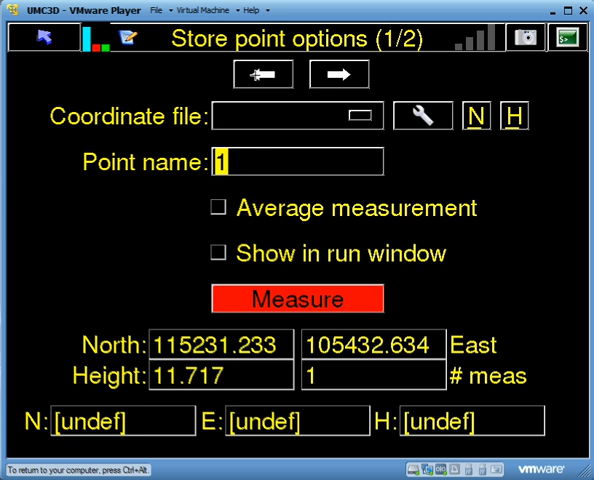 UMC3D - VMware Player File Virtual Machine Help
Store point options (1/2)
Coordinate file: N H
Point name: 1
Average measurement
Show in run window
Measure
North: 115231.233 105432.634 East
Height: 11.717 1 # meas
N: [undef] E: [undef] H: [undef]
To return to your computer, press Ctrl+Alt. vmware